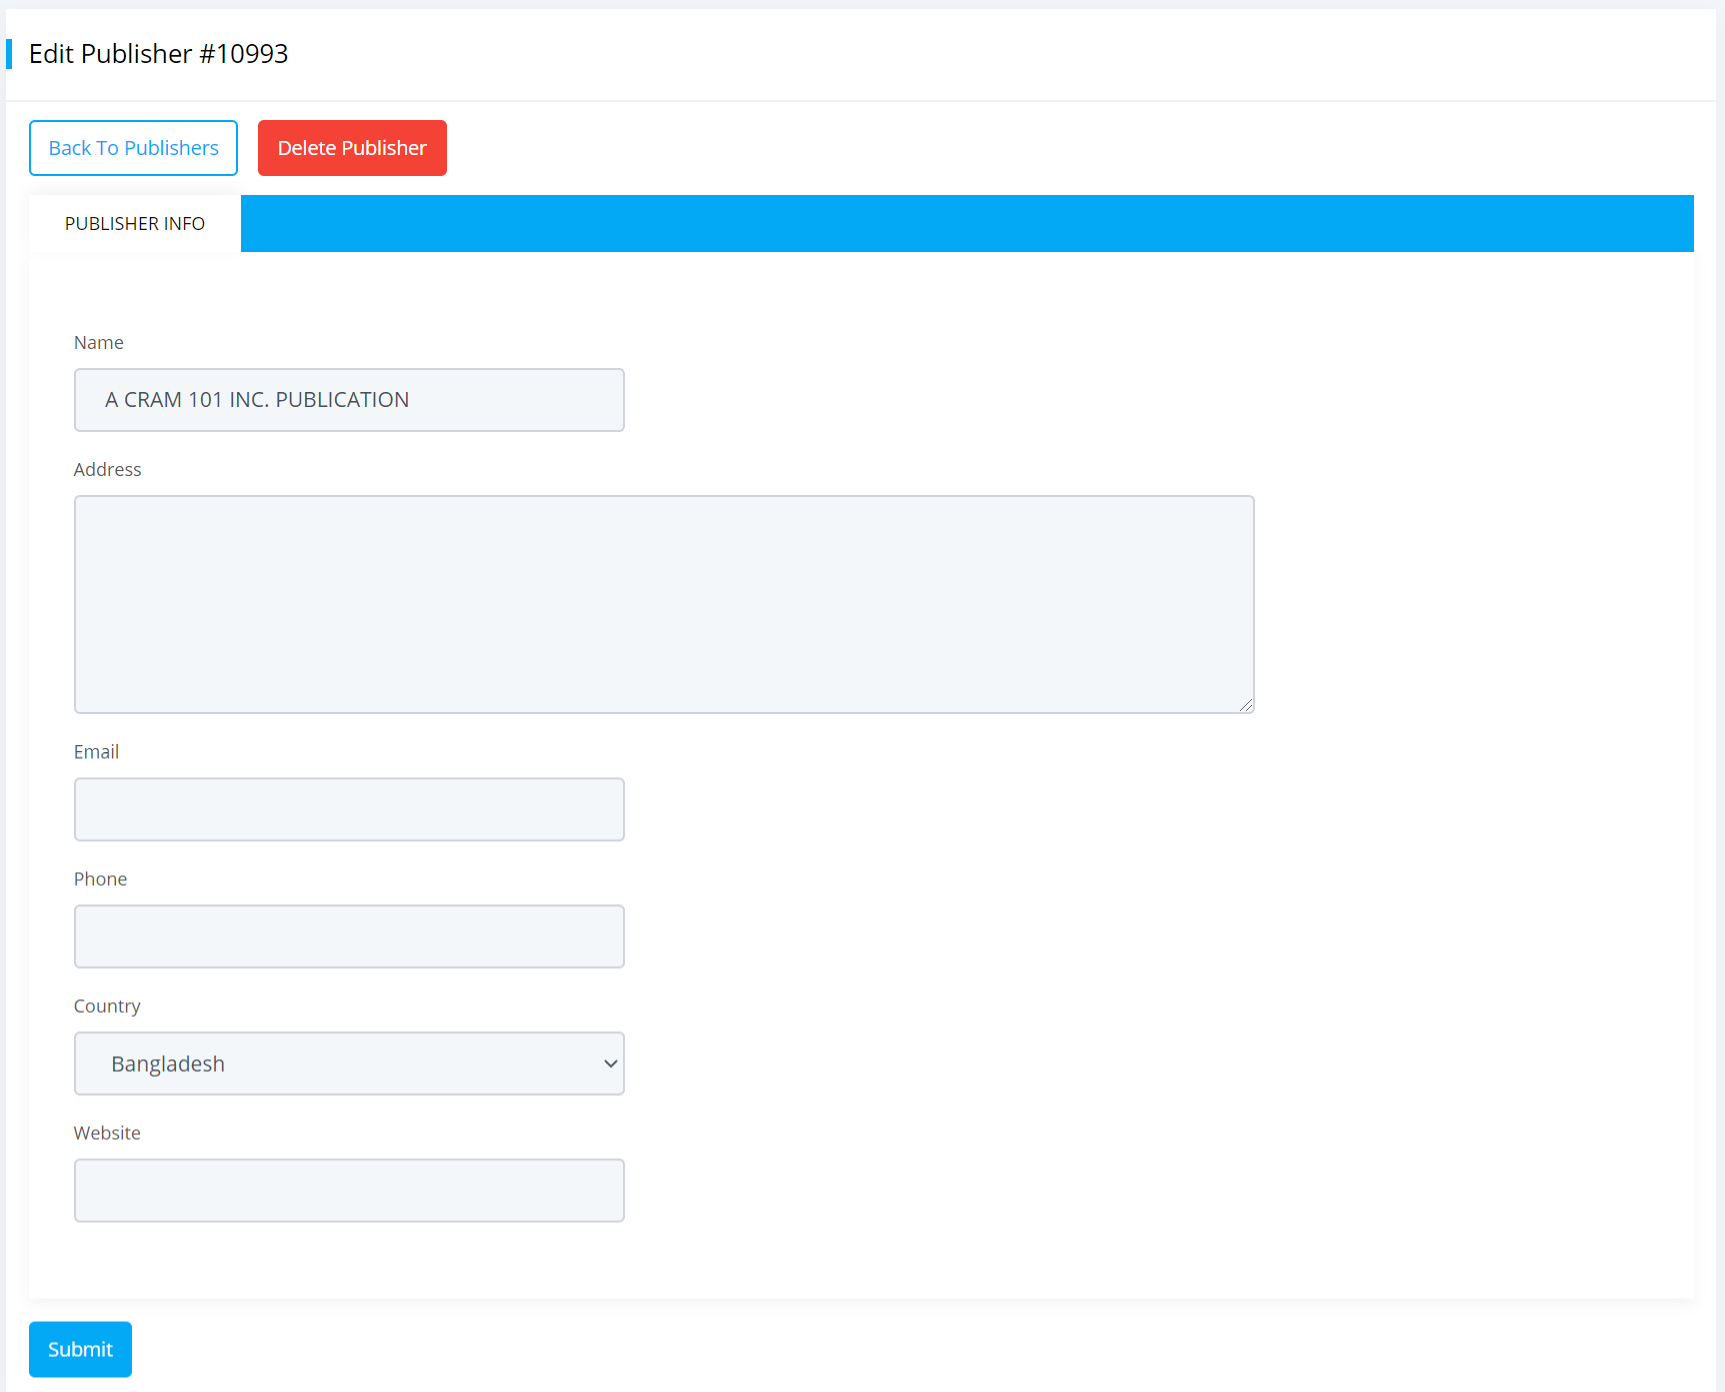 Edit Publisher #10993
Back To Publishers
Delete Publisher
PUBLISHER INFO
Name
A CRAM 101 INC. PUBLICATION
Address
Email
Phone
Country
Bangladesh
Website
Submit